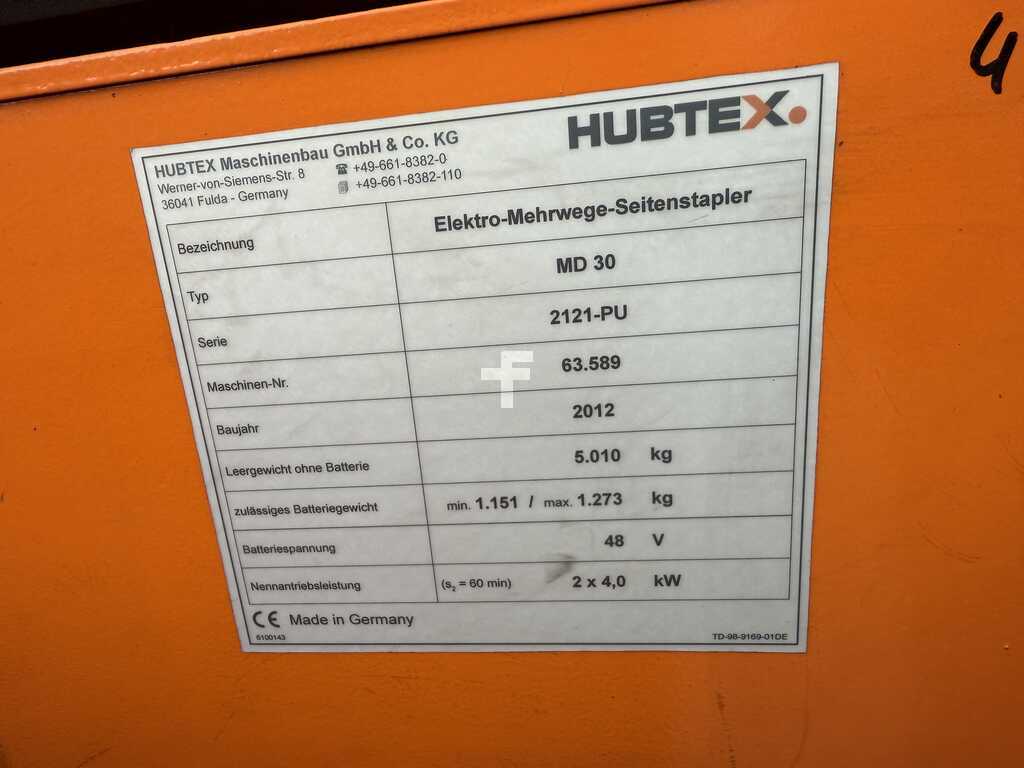 4
HUBTEX Maschinenbau GmbH & Co. KG
Werner-von-Siemens-Str. 8 ☎ +49-661-8382-0
36041 Fulda - Germany +49-661-8382-110
HUBTEX
Bezeichnung Elektro-Mehrwege-Seitenstapler
Typ MD 30
Serie 2121-PU
Maschinen-Nr. 63.589
Baujahr 2012
Leergewicht ohne Batterie 5.010 kg
zulässiges Batteriegewicht min. 1.151 / max. 1.273 kg
Batteriespannung 48 V
Nennantriebsleistung (s₂ = 60 min) 2 x 4,0 kW
CE Made in Germany
6100143 TD-98-9169-01DE